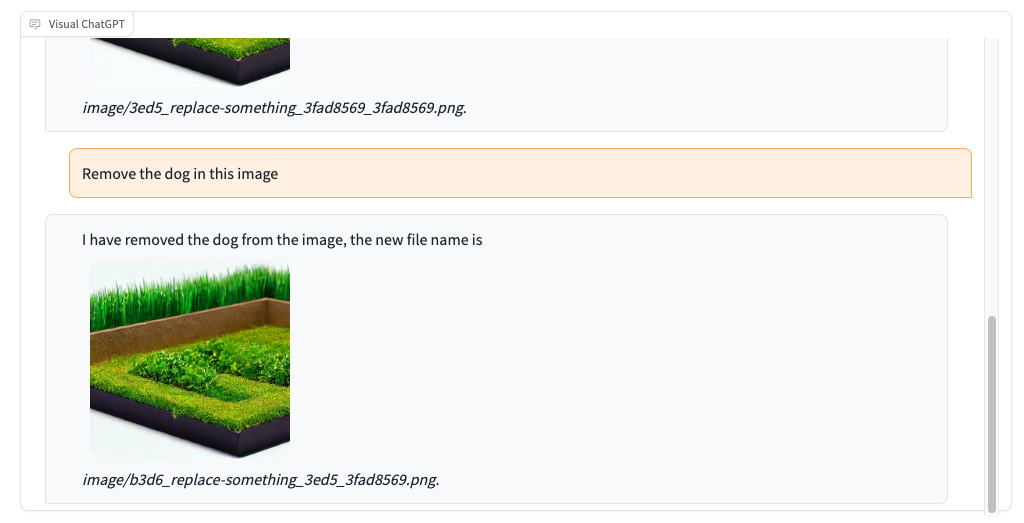 Visual ChatGPT
image/3ed5_replace-something_3fad8569_3fad8569.png.
Remove the dog in this image
I have removed the dog from the image, the new file name is
image/b3d6_replace-something_3ed5_3fad8569.png.